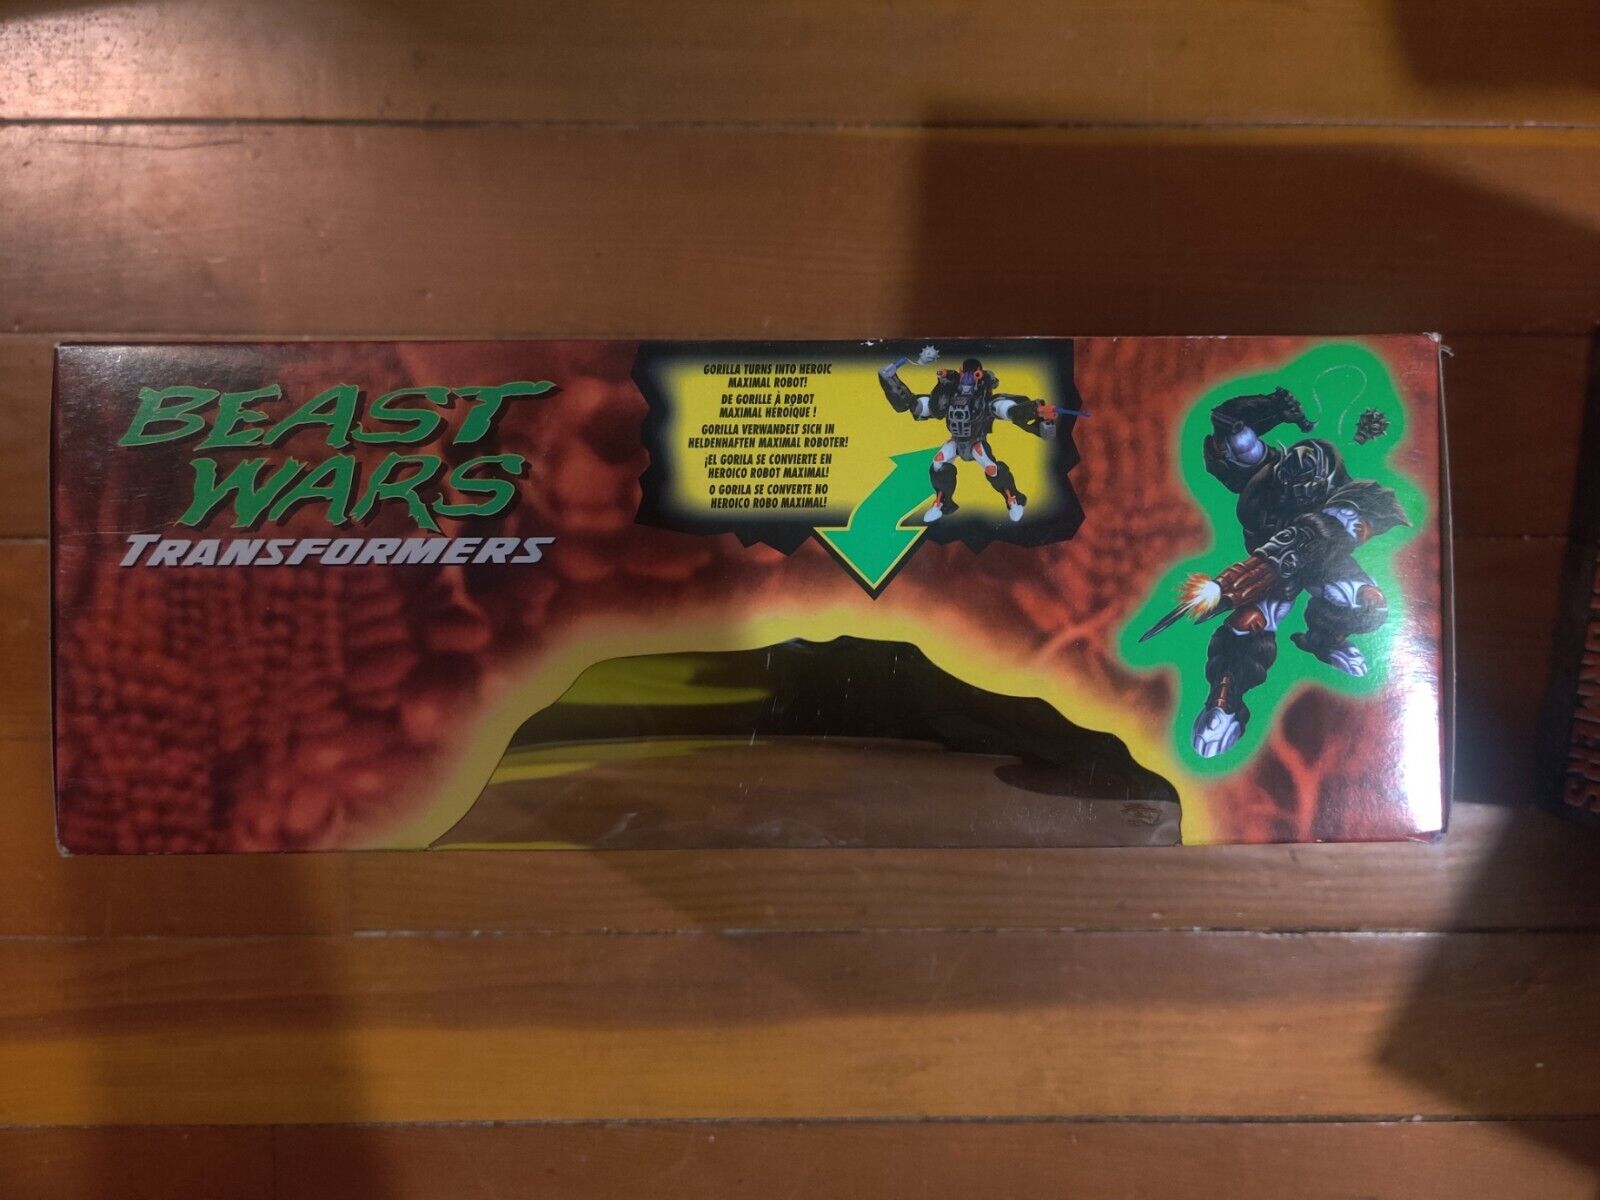 BEAST
WARS
TRANSFORMERS
GORILLA TURNS INTO HEROIC
MAXIMAL ROBOT!
DE GORILLE À ROBOT
MAXIMAL HÉROÏQUE !
GORILLA VERWANDELT SICH IN
HELDENHAFTEN MAXIMAL ROBOTER!
¡EL GORILA SE CONVIERTE EN
HEROICO ROBOT MAXIMAL!
O GORILA SE CONVERTE NO
HEROICO ROBO MAXIMAL!